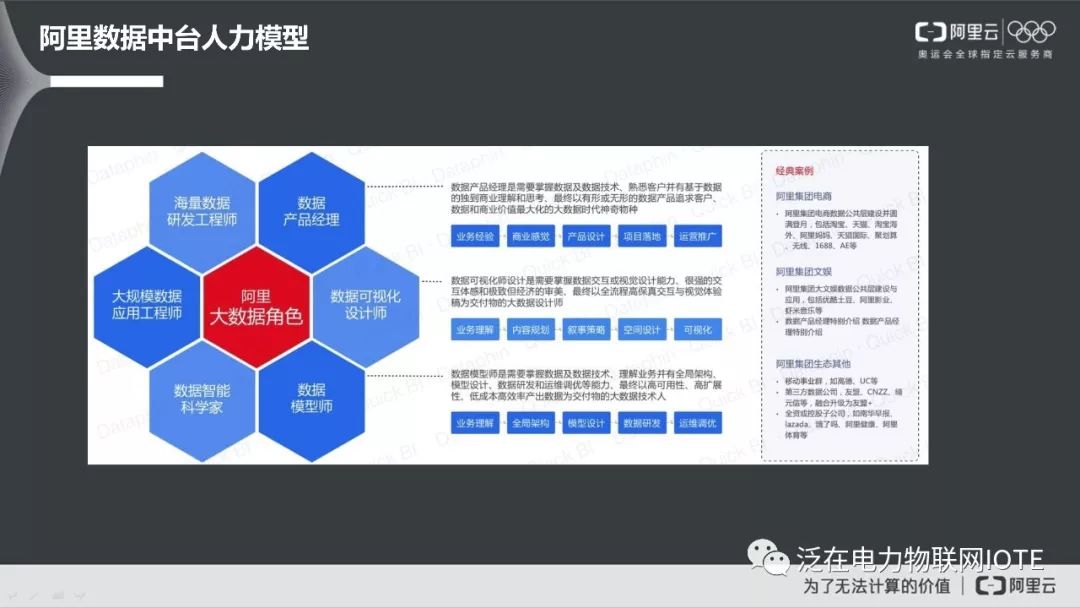 阿里数据中台人力模型
阿里云
奥运会全球指定云服务商
海量数据
研发工程师
数据
产品经理
大规模数据
应用工程师
阿里
大数据角色
数据可视化
设计师
数据智能
科学家
数据
模型师
数据产品经理是需要掌握数据及数据技术、熟悉客户并有基于数据
的独到商业理解和思考、最终以有形或无形的数据产品追求客户、
数据和商业价值最大化的大数据时代神奇物种
业务经验 商业感觉 产品设计 项目落地 运营推广
数据可视化师设计是需要掌握数据交互或视觉设计能力、很强的交
互体感和极致但经济的审美、最终以全流程高保真交互与视觉体验
稿为交付物的大数据设计师
业务理解 内容规划 叙事策略 空间设计 可视化
数据模型师是需要掌握数据及数据技术、理解业务并有全局架构、
模型设计、数据研发和运维调优等能力、最终以高可用性、高扩展
性、低成本高效率产出数据为交付物的大数据技术人
业务理解 全局架构 模型设计 数据研发 运维调优
经典案例
阿里集团电商
• 阿里集团电商数据公共层建设并圆
满登月，包括淘宝、天猫、淘宝海
外、阿里妈妈、天猫国际、聚划算
、无线、1688、AE等
阿里集团文娱
• 阿里集团大文娱数据公共层建设与
应用，包括优酷土豆、阿里影业、
虾米音乐等
• 数据产品经理特别介绍 数据产品经
理特别介绍
阿里集团生态其他
• 移动事业群，如高德、UC等
• 第三方数据公司，友盟、CNZZ、缔
元信等，融合升级为友盟+
• 全资或控股子公司，如南华早报、
lazada、饿了吗、阿里健康、阿里
体育等
泛在电力物联网IOTE
为了无法计算的价值 | 阿里云